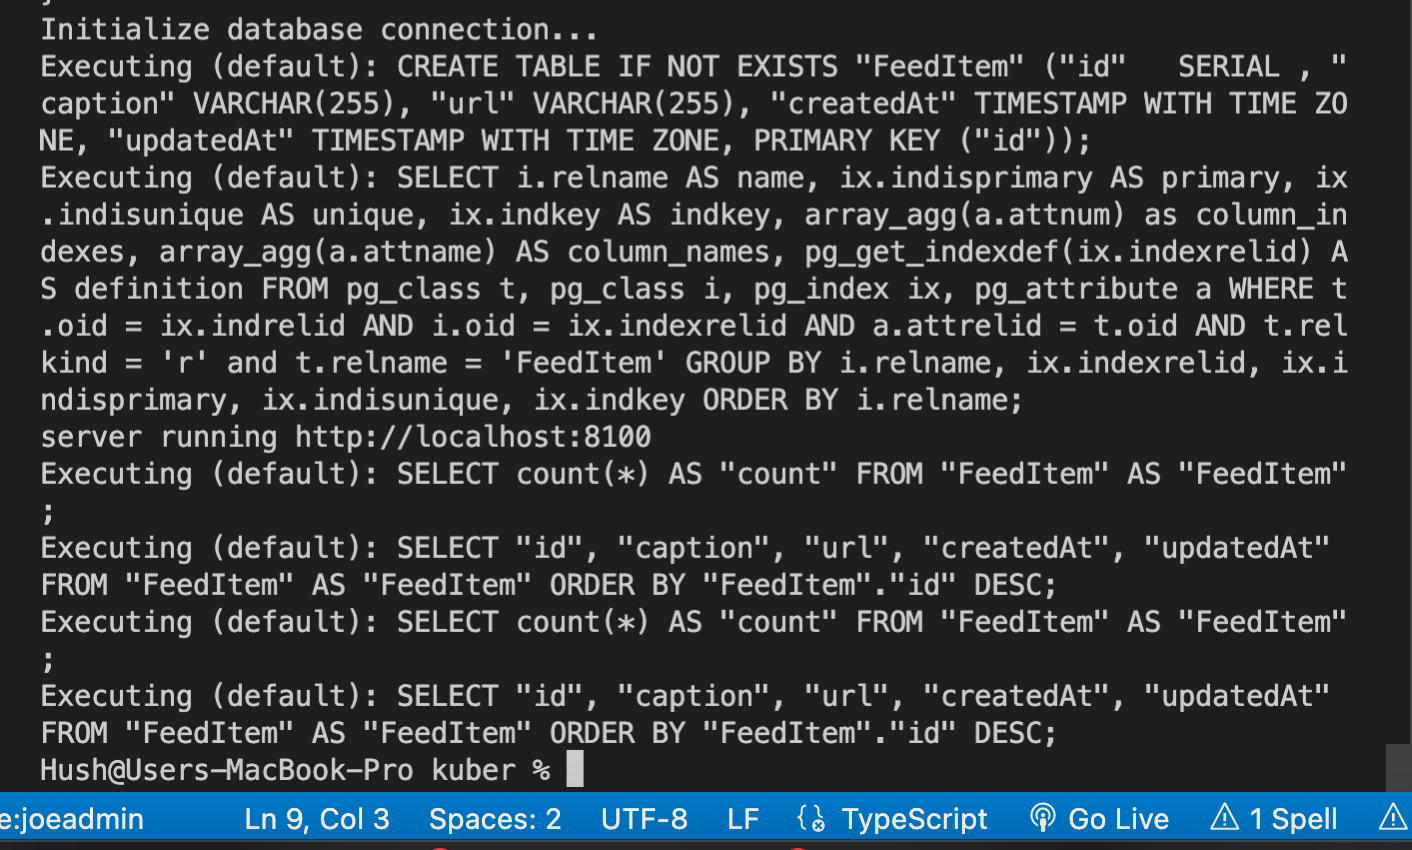 Initialize database connection...
Executing (default): CREATE TABLE IF NOT EXISTS "FeedItem" ("id"   SERIAL , "
caption" VARCHAR(255), "url" VARCHAR(255), "createdAt" TIMESTAMP WITH TIME ZO
NE, "updatedAt" TIMESTAMP WITH TIME ZONE, PRIMARY KEY ("id"));
Executing (default): SELECT i.relname AS name, ix.indisprimary AS primary, ix
.indisunique AS unique, ix.indkey AS indkey, array_agg(a.attnum) as column_in
dexes, array_agg(a.attname) AS column_names, pg_get_indexdef(ix.indexrelid) A
S definition FROM pg_class t, pg_class i, pg_index ix, pg_attribute a WHERE t
.oid = ix.indrelid AND i.oid = ix.indexrelid AND a.attrelid = t.oid AND t.rel
kind = 'r' and t.relname = 'FeedItem' GROUP BY i.relname, ix.indexrelid, ix.i
ndisprimary, ix.indisunique, ix.indkey ORDER BY i.relname;
server running http://localhost:8100
Executing (default): SELECT count(*) AS "count" FROM "FeedItem" AS "FeedItem"
;
Executing (default): SELECT "id", "caption", "url", "createdAt", "updatedAt"
FROM "FeedItem" AS "FeedItem" ORDER BY "FeedItem"."id" DESC;
Executing (default): SELECT count(*) AS "count" FROM "FeedItem" AS "FeedItem"
;
Executing (default): SELECT "id", "caption", "url", "createdAt", "updatedAt"
FROM "FeedItem" AS "FeedItem" ORDER BY "FeedItem"."id" DESC;
Hush@Users-MacBook-Pro kuber %
e:joeadmin Ln 9, Col 3 Spaces: 2 UTF-8 LF TypeScript Go Live 1 Spell